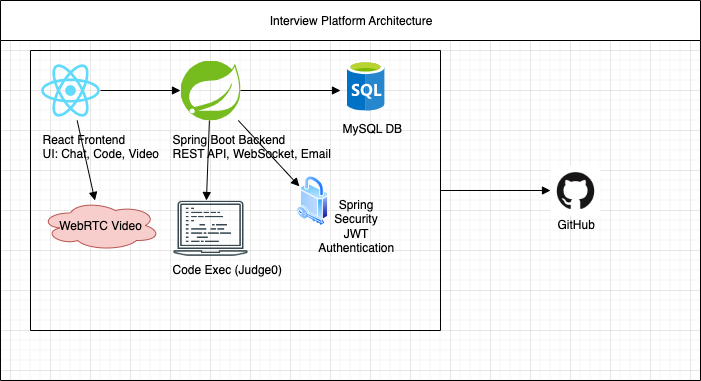 Interview Platform Architecture
SQL
MySQL DB
React Frontend
UI: Chat, Code, Video
Spring Boot Backend
REST API, WebSocket, Email
WebRTC Video
Code Exec (Judge0)
Spring
Security
JWT
Authentication
GitHub